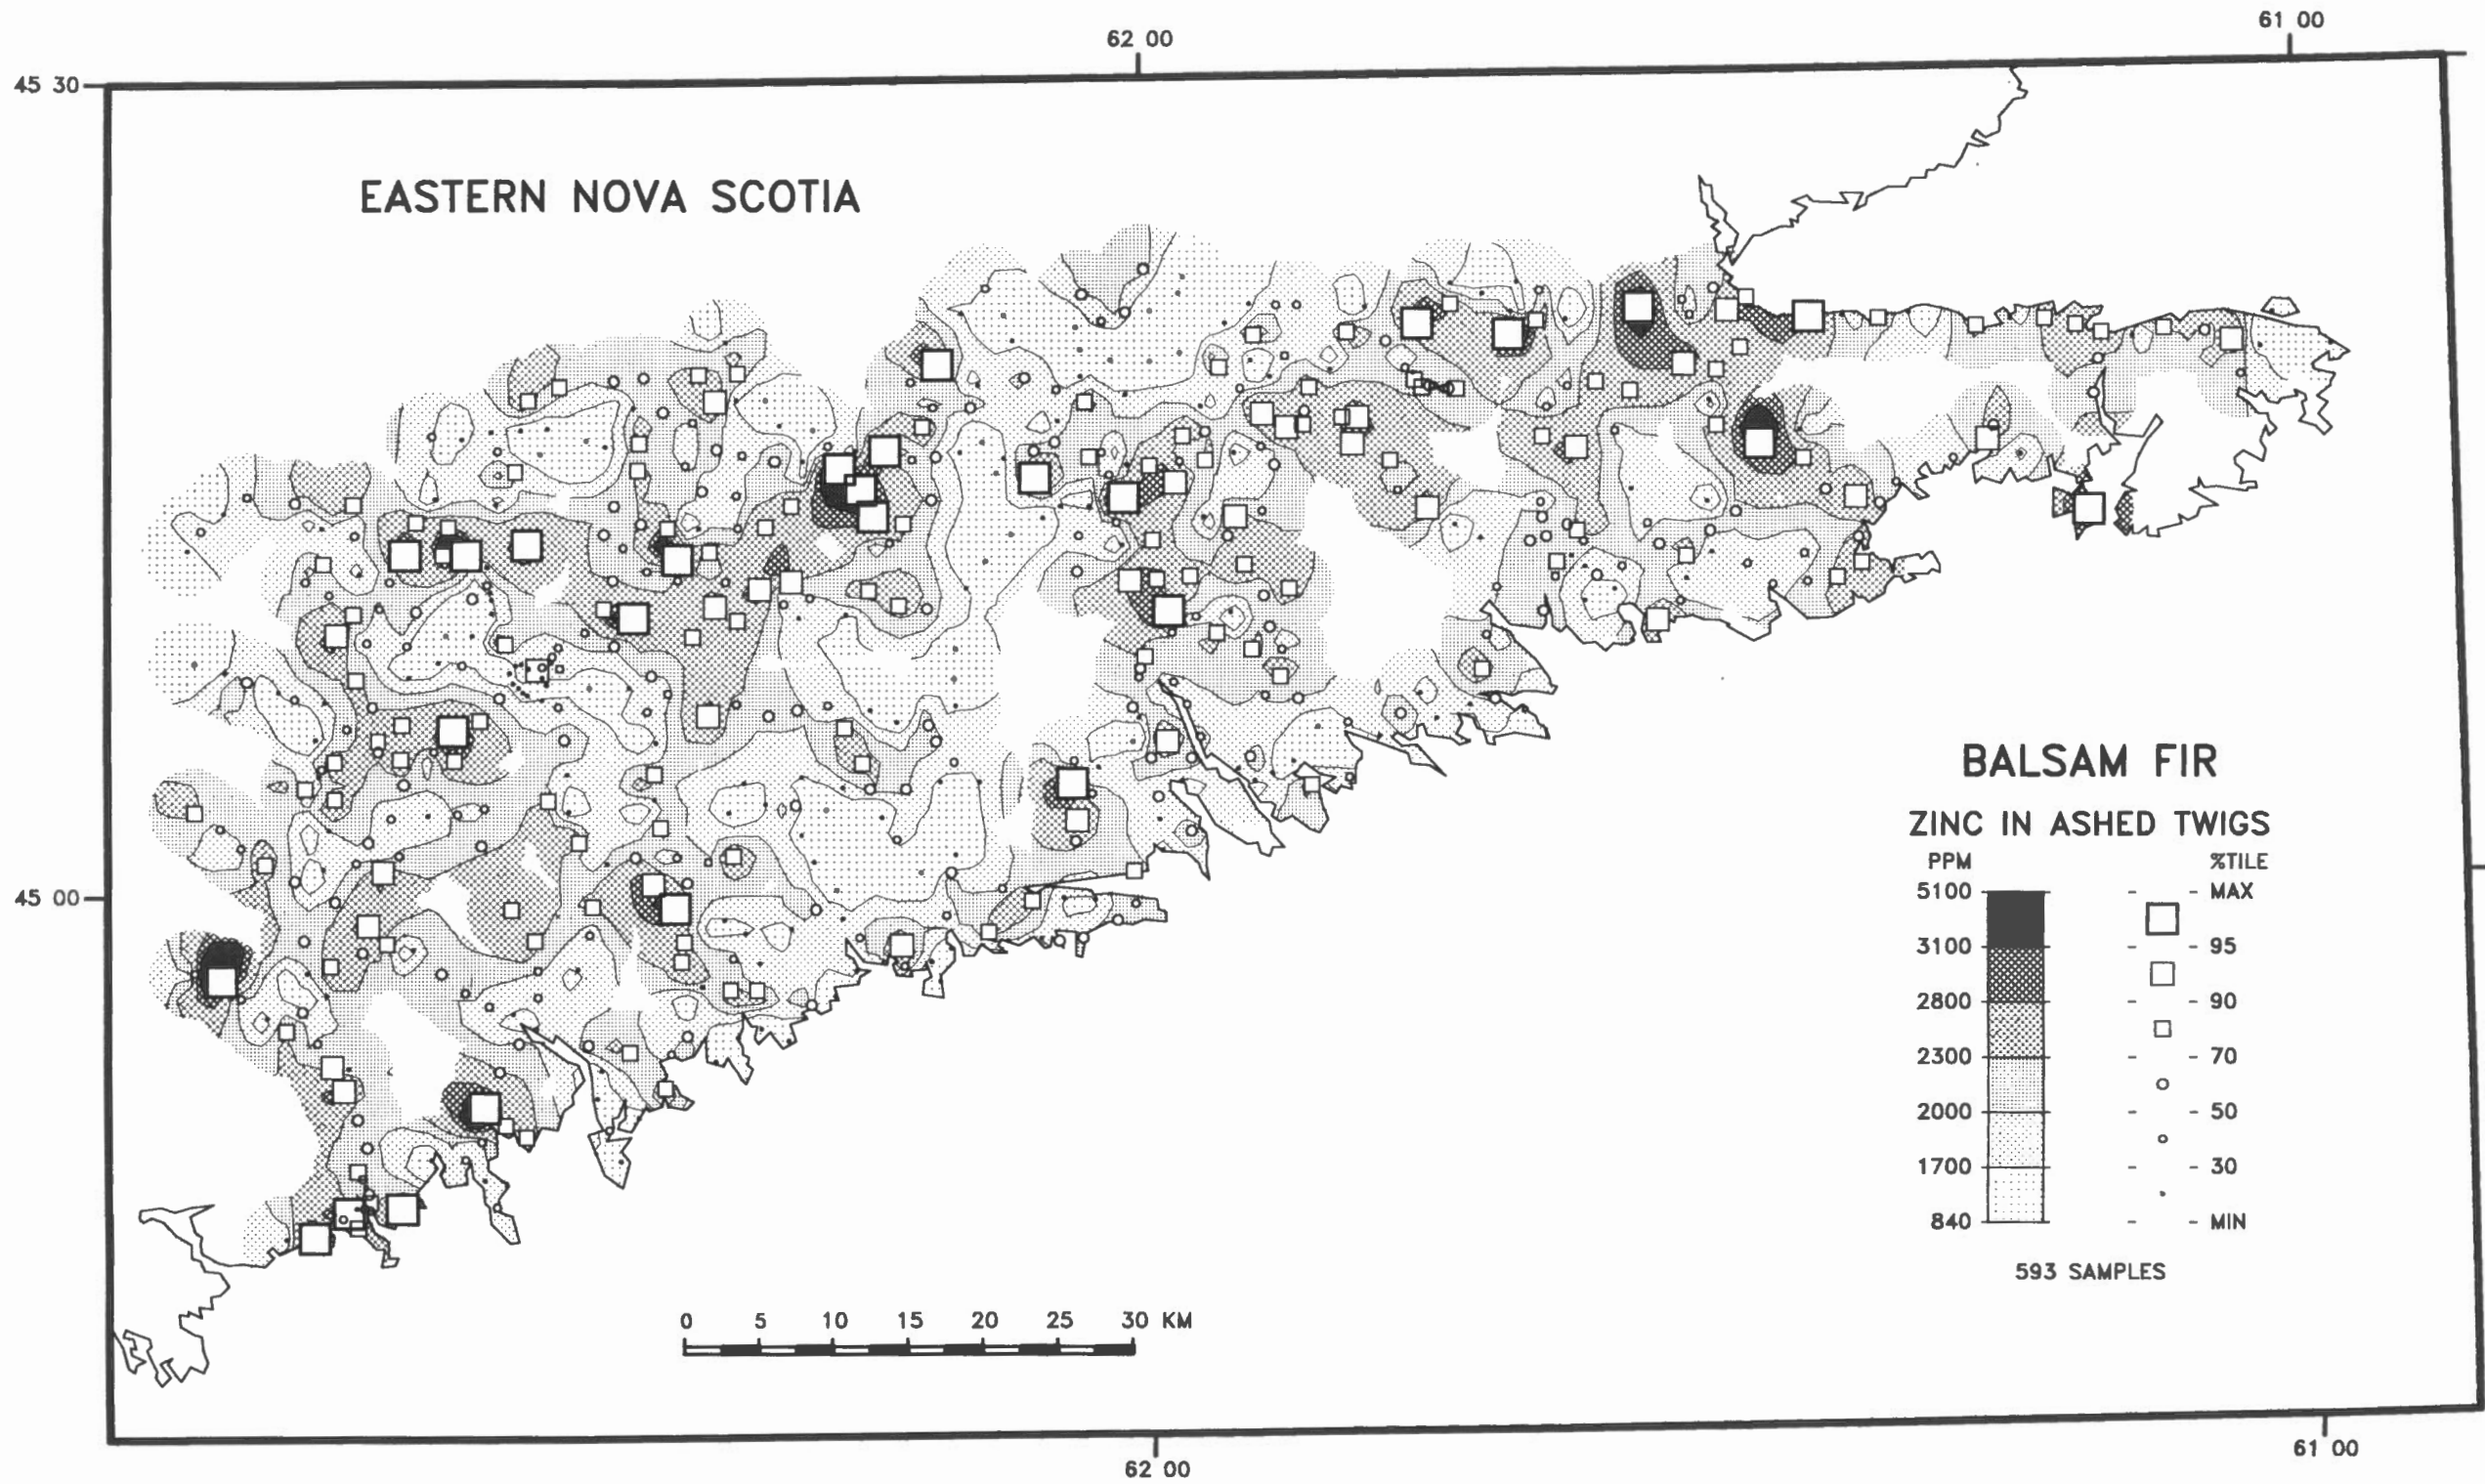 61 00
62 00
45 30
EASTERN NOVA SCOTIA
BALSAM FIR
ZINC IN ASHED TWIGS
PPM %TILE
5100 - - MAX
3100 - - 95
2800 - - 90
2300 - - 70
2000 - - 50
1700 - - 30
840 - - MIN
593 SAMPLES
45 00
0 5 10 15 20 25 30 KM
62 00
61 00